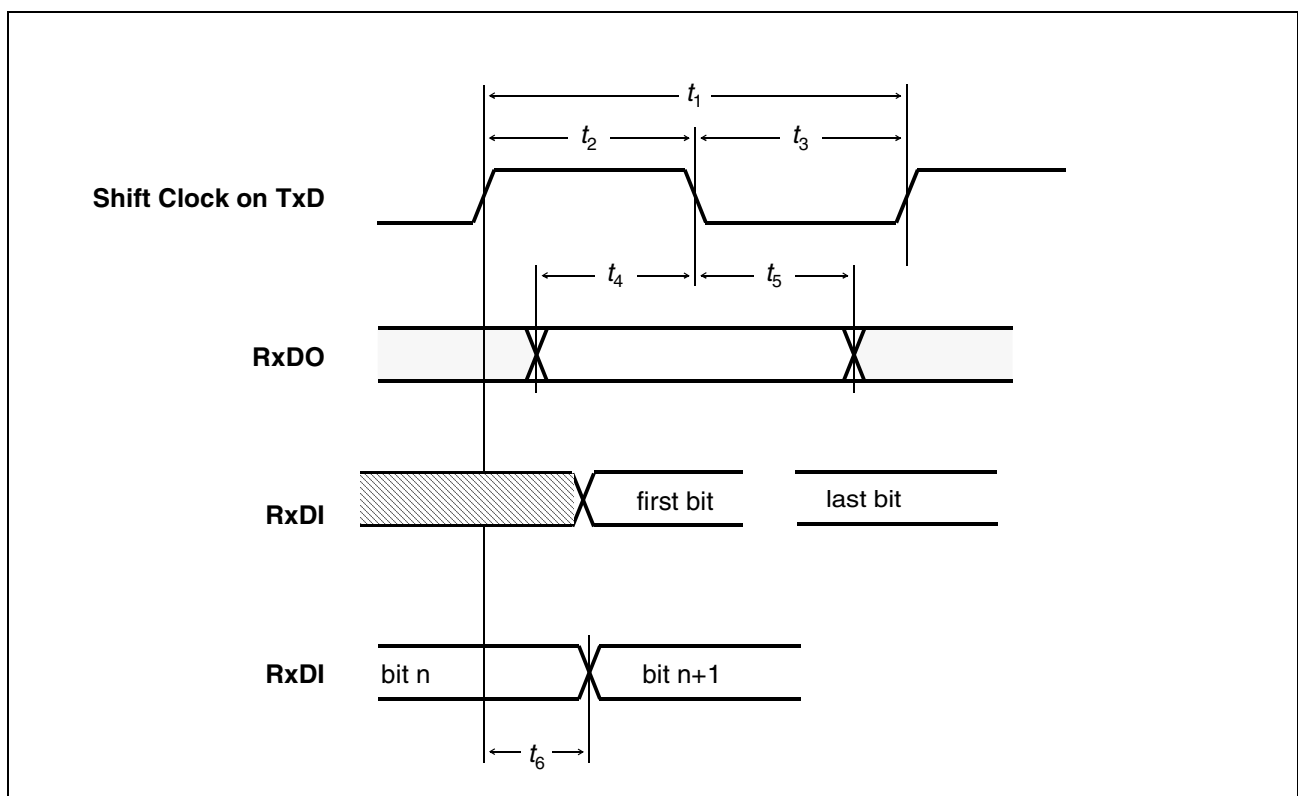 t1
t2
t3
Shift Clock on TxD
t4
t5
RxDO
RxDI
first bit
last bit
RxDI
bit n
bit n+1
t6